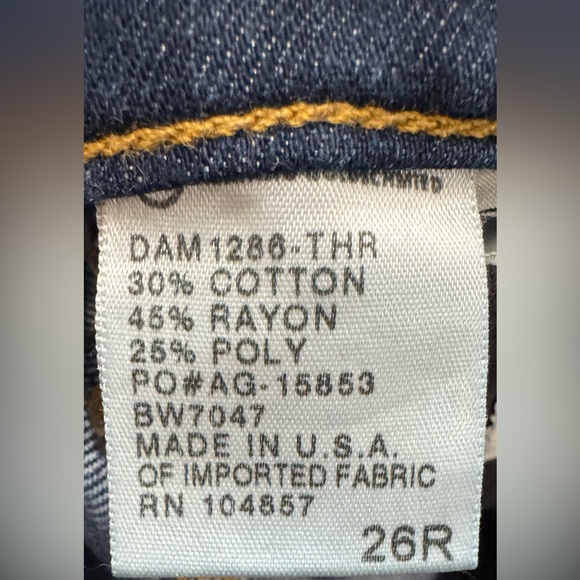 DAM1286-THR
30% COTTON
45% RAYON
25% POLY
PO#AG-15853
BW7047
MADE IN U.S.A.
OF IMPORTED FABRIC
RN 104857
26R